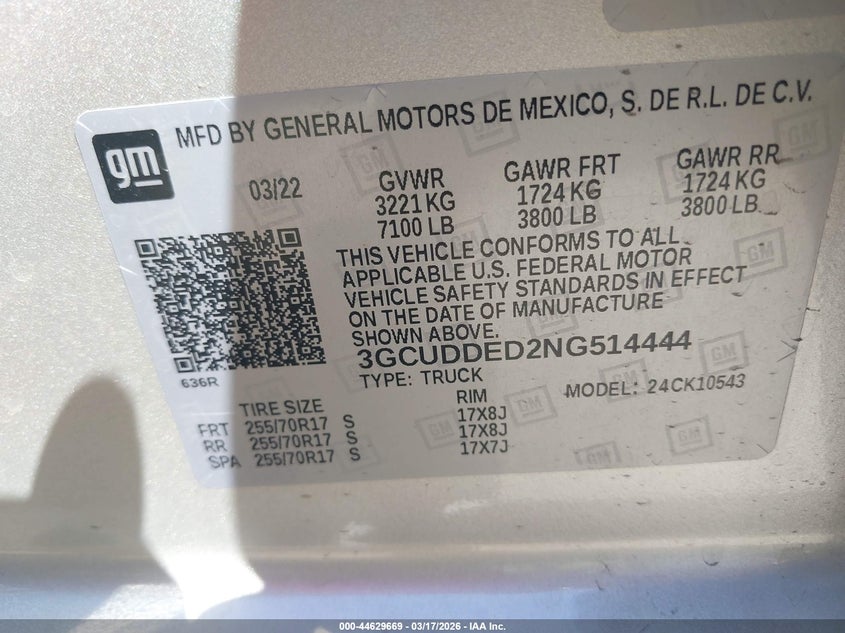 gm
MFD BY GENERAL MOTORS DE MEXICO, S. DE R.L. DE C.V.
03/22
GVWR
3221 KG
7100 LB
GAWR FRT
1724 KG
3800 LB
GAWR RR
1724 KG
3800 LB
THIS VEHICLE CONFORMS TO ALL
APPLICABLE U.S. FEDERAL MOTOR
VEHICLE SAFETY STANDARDS IN EFFECT
ON THE DATE OF MANUFACTURE
SHOWN ABOVE.
3GCUDDED2NG514444
TYPE: TRUCK
MODEL: 24CK10543
636R
TIRE SIZE
RIM
FRT 255/70R17 S 17X8J
RR 255/70R17 S 17X8J
SPA 255/70R17 S 17X7J
000-44629669 — 03/17/2026 — IAA Inc.